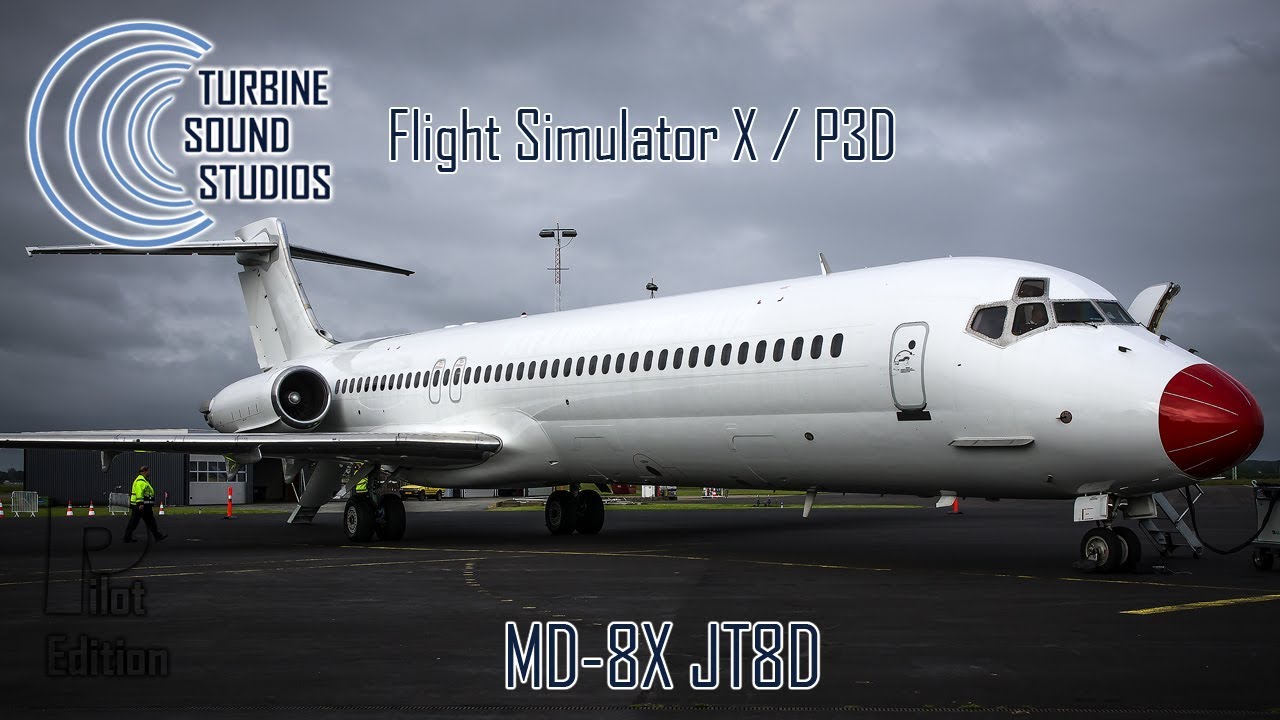 TURBINE
SOUND
STUDIOS
Flight Simulator X / P3D
Pilot
Edition
MD-8X JT8D